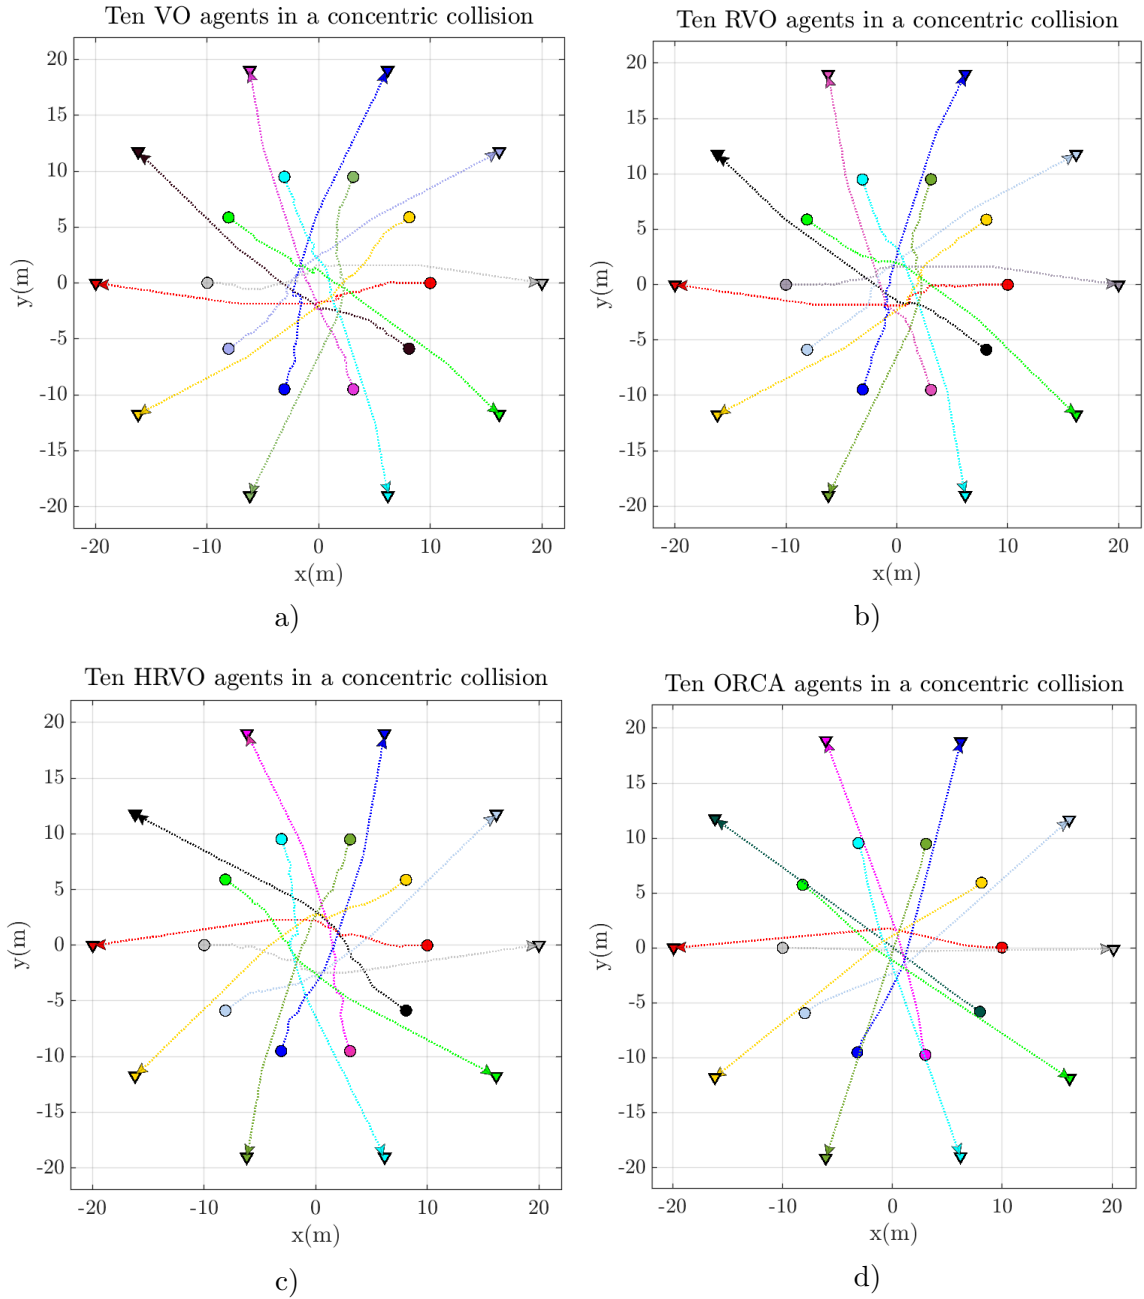 Ten VO agents in a concentric collision
20
15
10
5
0
-5
-10
-15
-20
y(m)
-20 -10 0 10 20
x(m)
a)
Ten RVO agents in a concentric collision
20
15
10
5
0
-5
-10
-15
-20
y(m)
-20 -10 0 10 20
x(m)
b)
Ten HRVO agents in a concentric collision
20
15
10
5
0
-5
-10
-15
-20
y(m)
-20 -10 0 10 20
x(m)
c)
Ten ORCA agents in a concentric collision
20
15
10
5
0
-5
-10
-15
-20
y(m)
-20 -10 0 10 20
x(m)
d)